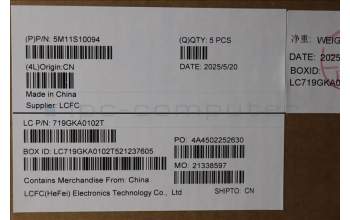 (P)P/N: 5M11S10094
(Q)QTY: 5 PCS
净重: WEIG
(4L)Origin:CN
DATE: 2025/5/20
DATE: 2025
Made in China
BOXID:
Supplier: LCFC
LC719GKA0
LC P/N: 719GKA0102T
PO: 4A4502252630
BOX ID: LC719GKA0102T521237605
MO: 21338597
Contains Merchandise From: China
LCFC(HeFei) Electronics Technology Co., Ltd
SHIPTO: CN